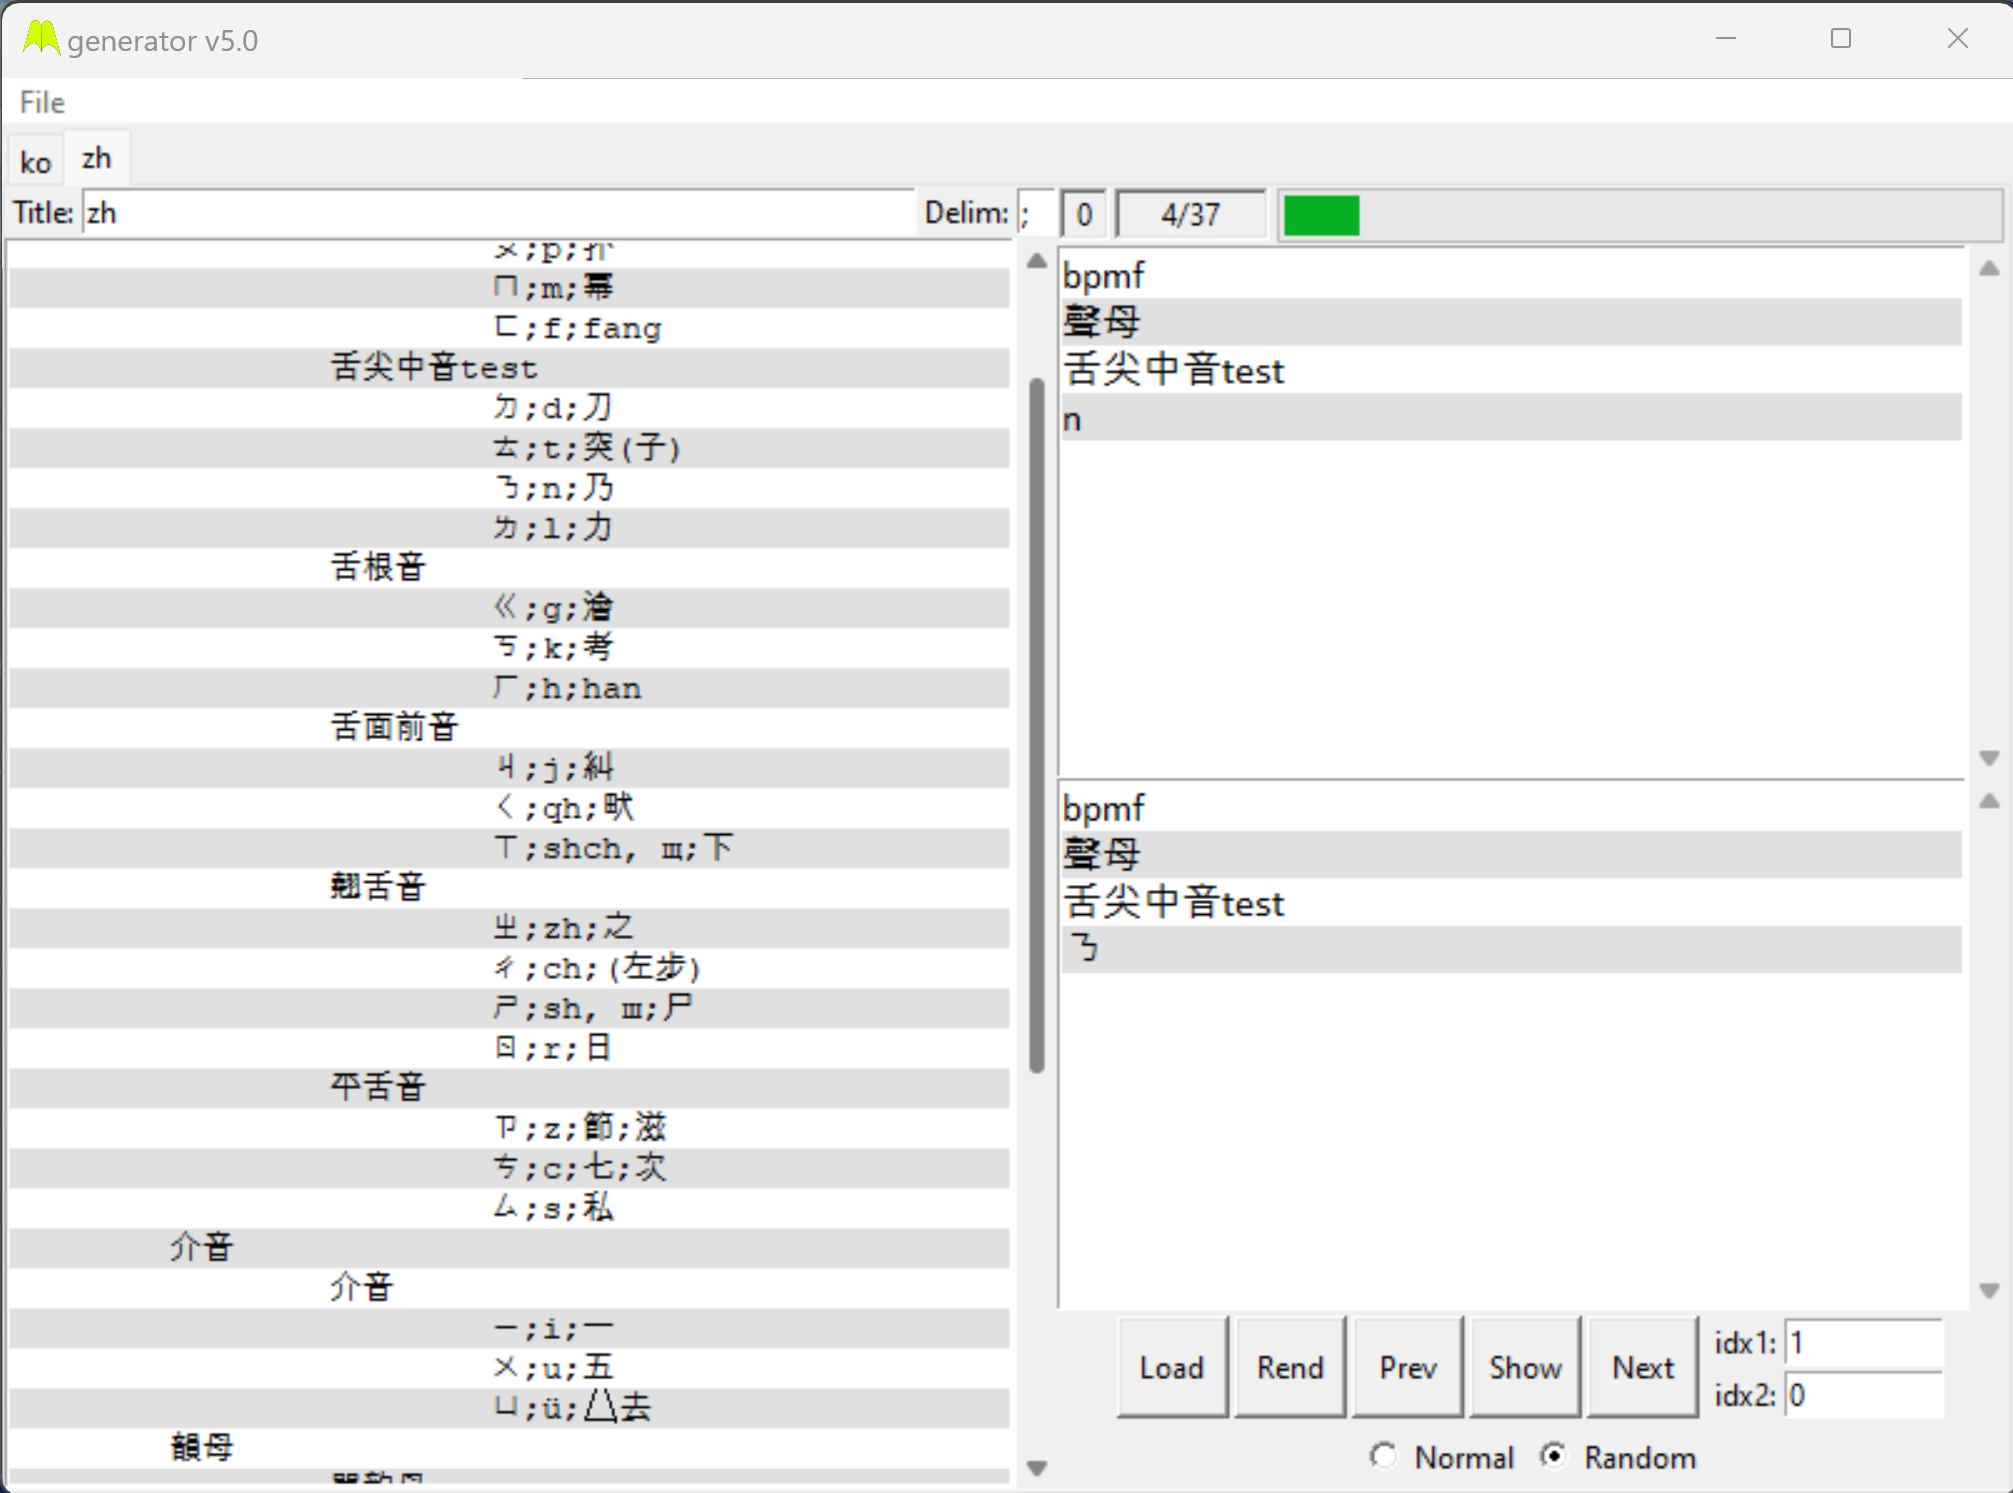 generator v5.0
File
ko zh
Title: zh Delim: ; 0 4/37
ㄆ;p;扑
ㄇ;m;冪
ㄈ;f;fang
舌尖中音test
ㄉ;d;刀
ㄊ;t;突(子)
ㄋ;n;乃
ㄌ;l;力
舌根音
ㄍ;g;澮
ㄎ;k;考
ㄏ;h;han
舌面前音
ㄐ;j;糾
ㄑ;qh;畎
ㄒ;shch, ш;下
翹舌音
ㄓ;zh;之
ㄔ;ch;(左步)
ㄕ;sh, ш;尸
ㄖ;r;日
平舌音
ㄗ;z;節;滋
ㄘ;c;七;次
ㄙ;s;私
介音
介音
ㄧ;i;一
ㄨ;u;五
ㄩ;ü;凵去
韻母
bpmf
聲母
舌尖中音test
n
bpmf
聲母
舌尖中音test
ㄋ
Load Rend Prev Show Next
idx1: 1
idx2: 0
Normal Random